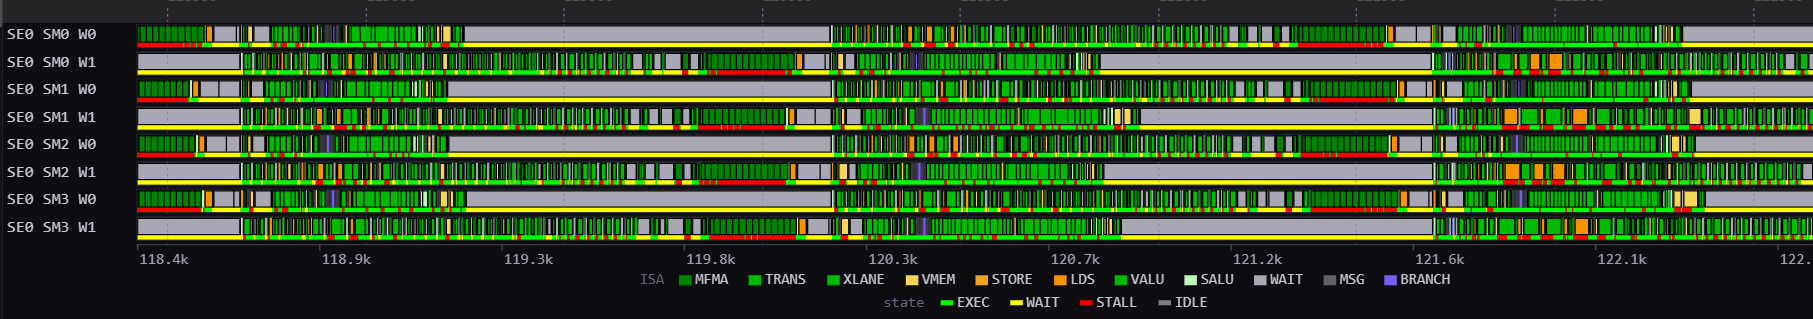 SE0 SM0 W0
SE0 SM0 W1
SE0 SM1 W0
SE0 SM1 W1
SE0 SM2 W0
SE0 SM2 W1
SE0 SM3 W0
SE0 SM3 W1
118.4k 118.9k 119.3k 119.8k 120.3k 120.7k 121.2k 121.6k 122.1k 122.
ISA MFMA TRANS XLANE VMEM STORE LDS VALU SALU WAIT MSG BRANCH
state EXEC WAIT STALL IDLE